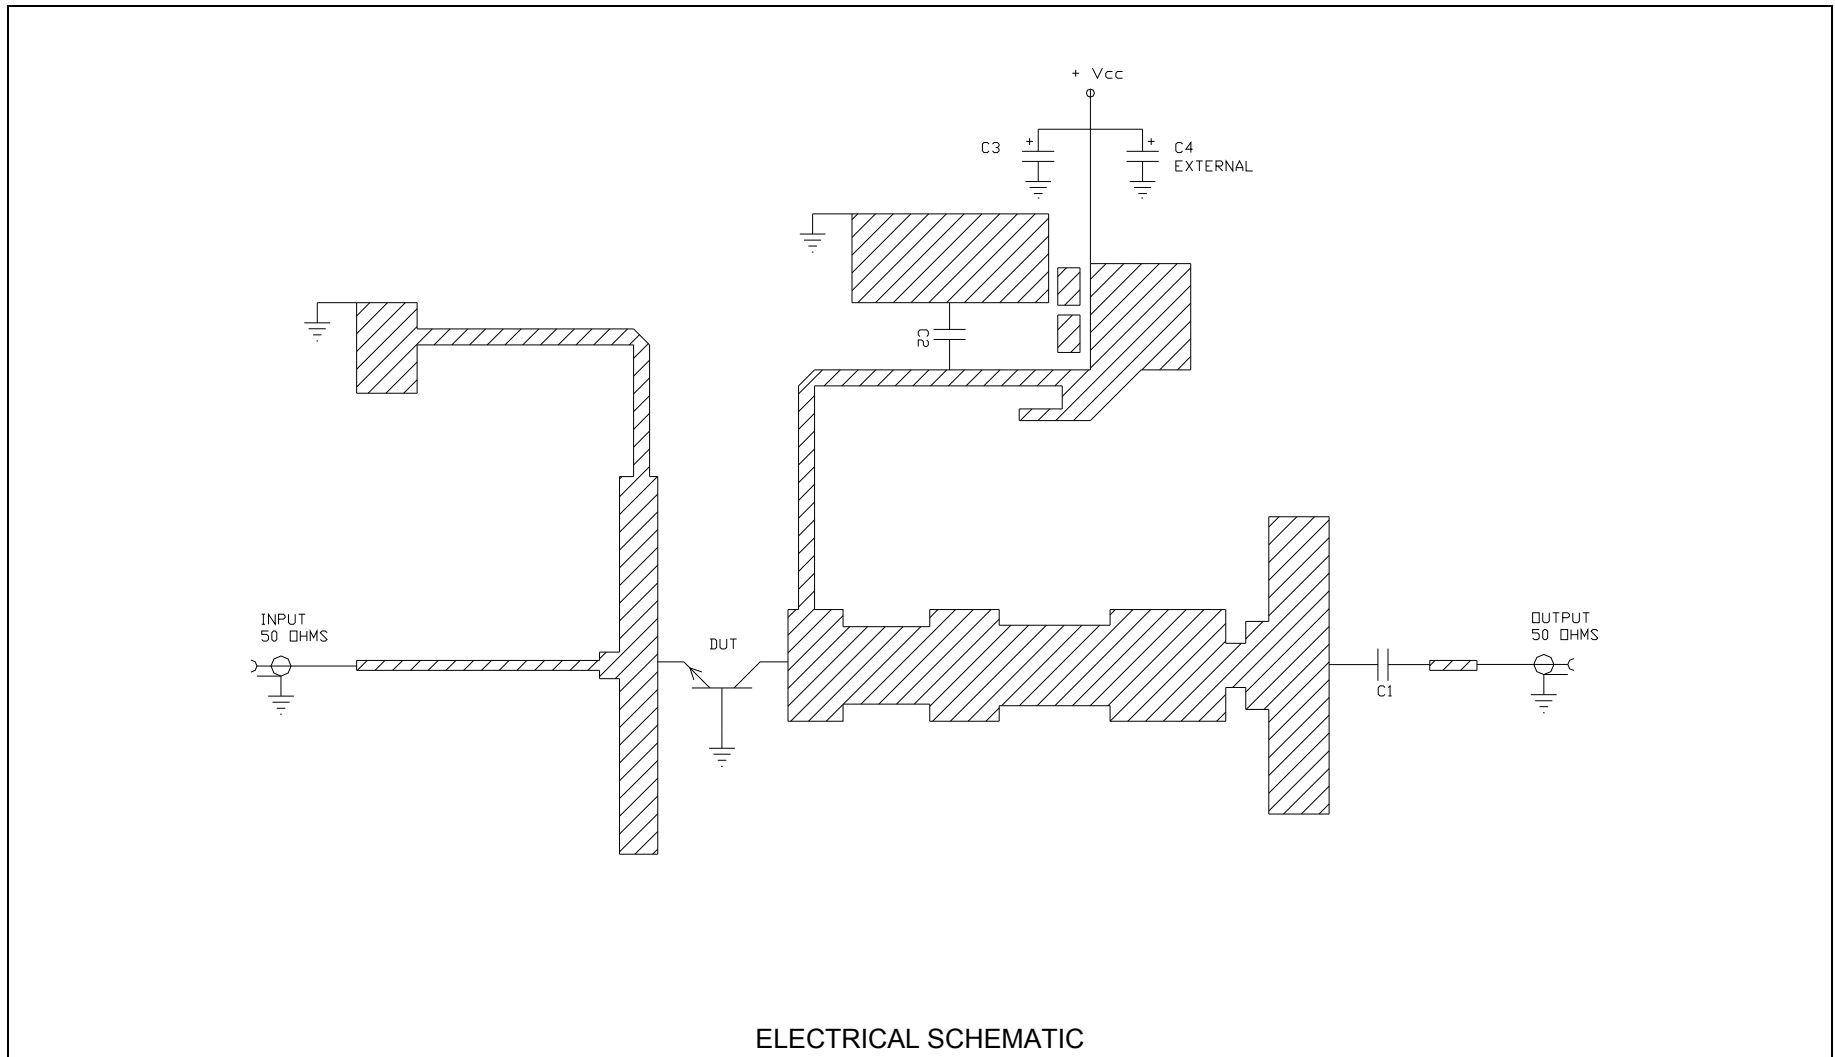 + Vcc
C3
+
+
C4
EXTERNAL
C2
INPUT
50 OHMS
DUT
OUTPUT
50 OHMS
C1
ELECTRICAL SCHEMATIC